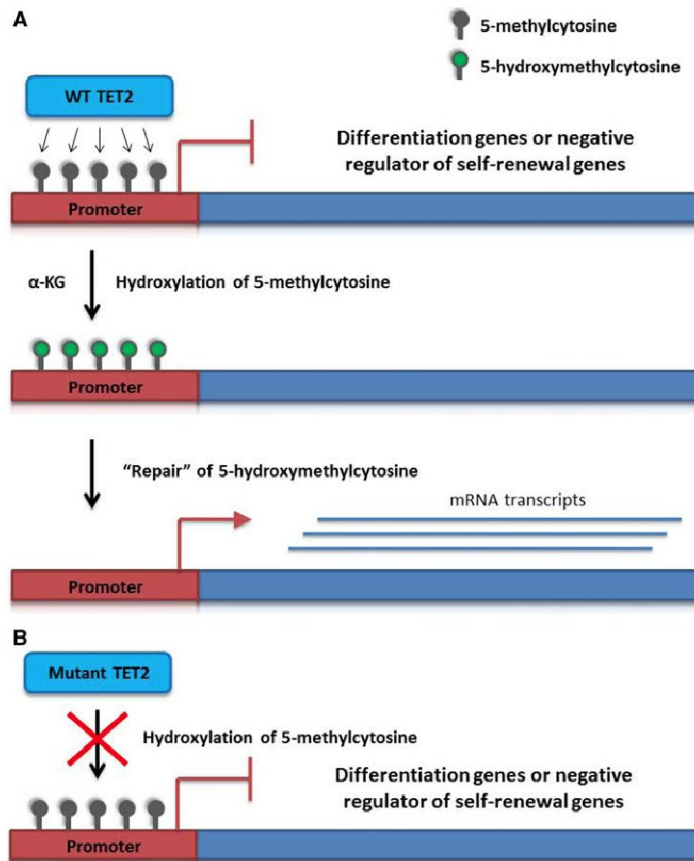 A
5-methylcytosine
5-hydroxymethylcytosine
WT TET2
Differentiation genes or negative
regulator of self-renewal genes
Promoter
α-KG
Hydroxylation of 5-methylcytosine
Promoter
“Repair” of 5-hydroxymethylcytosine
mRNA transcripts
Promoter
B
Mutant TET2
Hydroxylation of 5-methylcytosine
Differentiation genes or negative
regulator of self-renewal genes
Promoter